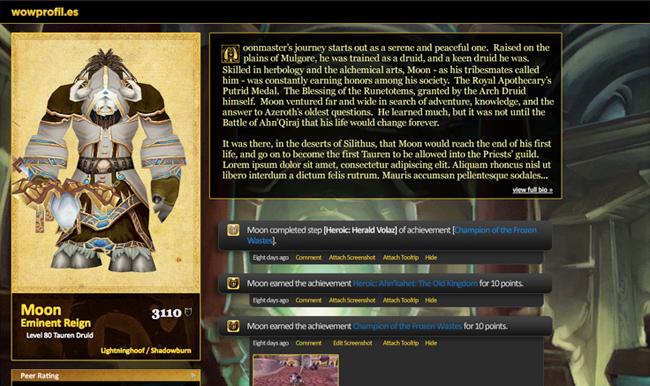 wowprofil.es
Moonmaster's journey starts out as a serene and peaceful one. Raised on the
plains of Mulgore, he was trained as a druid, and a keen druid he was.
Skilled in herbology and the alchemical arts, Moon - as his tribesmates called
him - was constantly earning honors among his society. The Royal Apothecary's
Putrid Medal. The Blessing of the Runetotems, granted by the Arch Druid
himself. Moon ventured far and wide in search of adventure, knowledge, and the
answer to Azeroth's oldest questions. He learned much, but it was not until the
Battle of Ahn'Qiraj that his life would change forever.
It was there, in the deserts of Silithus, that Moon would reach the end of his first
life, and go on to become the first Tauren to be allowed into the Priests' guild.
Lorem ipsum dolor sit amet, consectetur adipiscing elit. Aliquam rhoncus nisl ut
libero interdum a dictum felis rutrum. Mauris accumsan pellentesque sodales...
view full bio »
Moon
3110
Eminent Reign
Level 80 Tauren Druid
Lightninghoof / Shadowburn
Peer Rating
Moon completed step [Heroic: Herald Volaz] of achievement [Champion of the Frozen
Wastes].
Eight days ago Comment Attach Screenshot Attach Tooltip Hide
Moon earned the achievement Heroic: Ahn'kahet: The Old Kingdom for 10 points.
Eight days ago Comment Attach Screenshot Attach Tooltip Hide
Moon earned the achievement Champion of the Frozen Wastes for 10 points.
Eight days ago Comment Edit Screenshot Attach Tooltip Hide